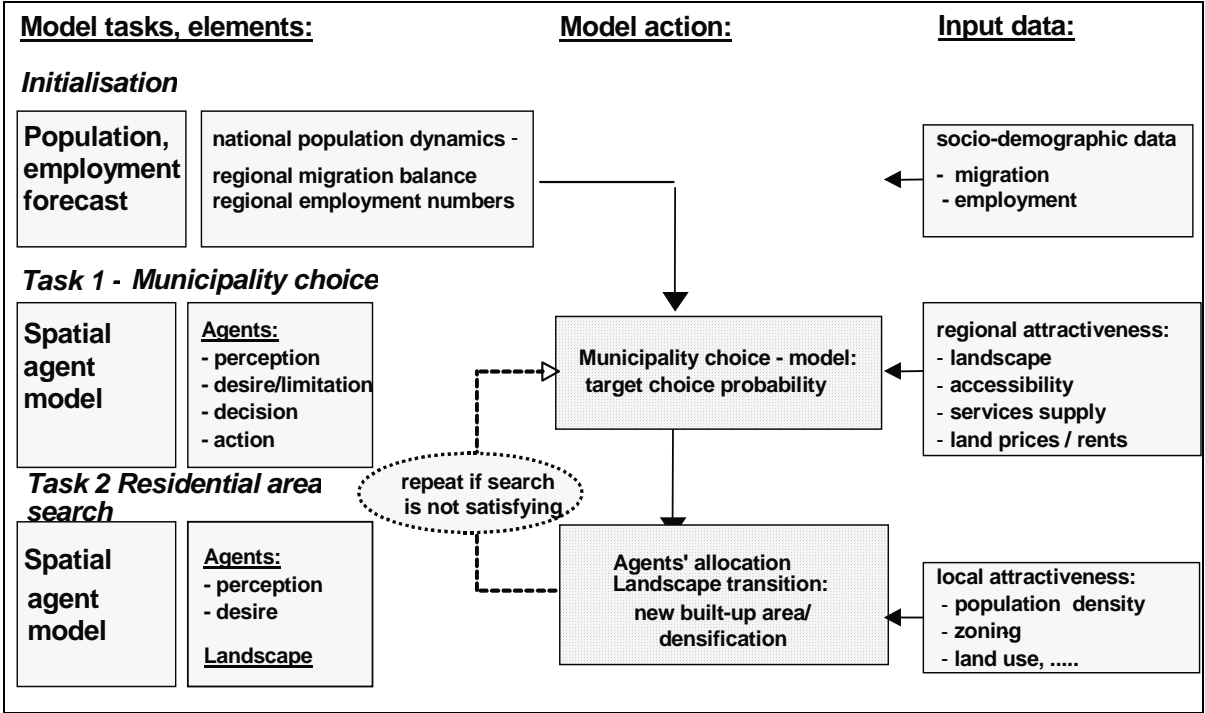 Model tasks, elements:
Model action:
Input data:
Initialisation
Population,
employment
forecast
national population dynamics -
regional migration balance
regional employment numbers
socio-demographic data
- migration
- employment
Task 1 - Municipality choice
Spatial
agent
model
Agents:
- perception
- desire/limitation
- decision
- action
Municipality choice - model:
target choice probability
regional attractiveness:
- landscape
- accessibility
- services supply
- land prices / rents
repeat if search
is not satisfying
Task 2 Residential area
search
Spatial
agent
model
Agents:
- perception
- desire
Landscape
Agents' allocation
Landscape transition:
new built-up area/
densification
local attractiveness:
- population density
- zoning
- land use, .....